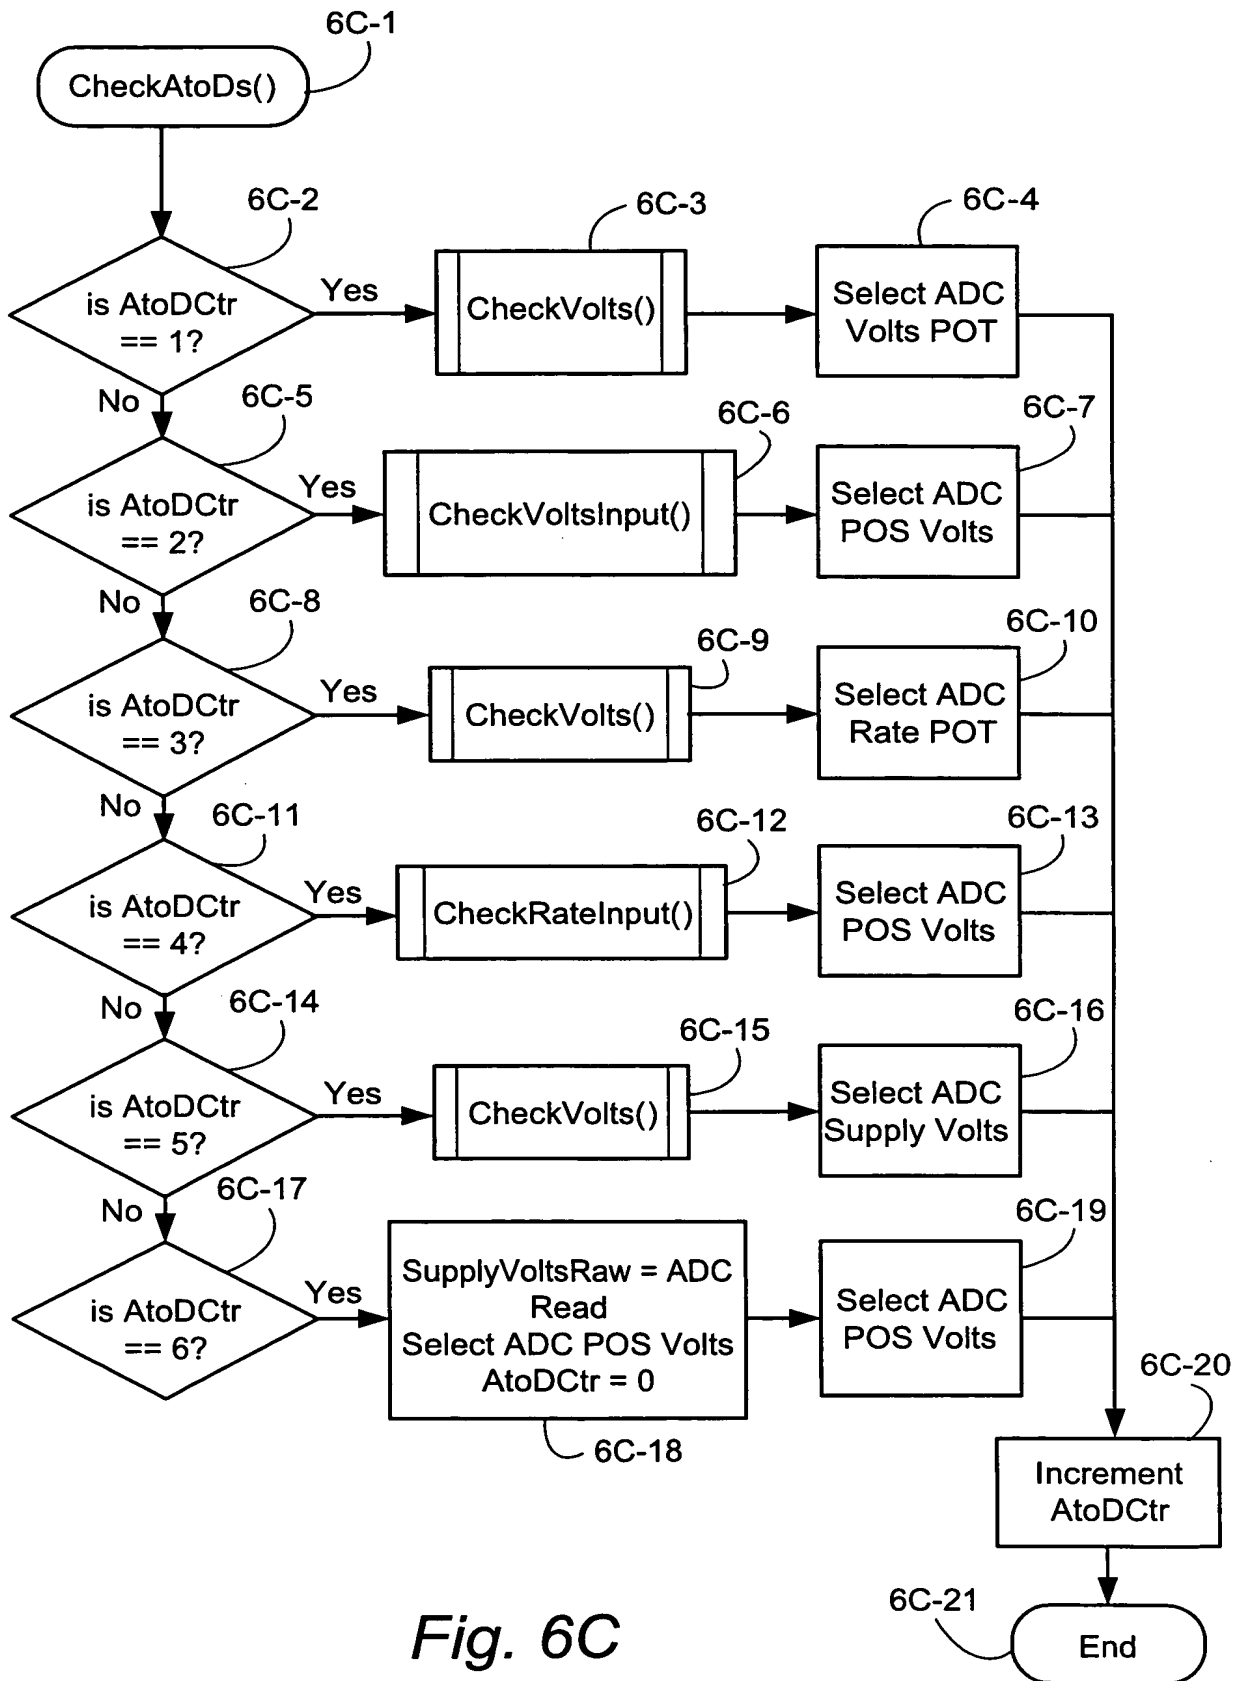 6C-1
CheckAtoDs()
6C-2
6C-3
6C-4
is AtoDCtr
== 1?
Yes
CheckVolts()
Select ADC
Volts POT
No
6C-5
6C-6
6C-7
is AtoDCtr
== 2?
Yes
CheckVoltsInput()
Select ADC
POS Volts
No
6C-8
6C-9
6C-10
is AtoDCtr
== 3?
Yes
CheckVolts()
Select ADC
Rate POT
No
6C-11
6C-12
6C-13
is AtoDCtr
== 4?
Yes
CheckRateInput()
Select ADC
POS Volts
No
6C-14
6C-15
6C-16
is AtoDCtr
== 5?
Yes
CheckVolts()
Select ADC
Supply Volts
No
6C-17
6C-19
is AtoDCtr
== 6?
Yes
SupplyVoltsRaw = ADC
Read
Select ADC POS Volts
AtoDCtr = 0
6C-18
Select ADC
POS Volts
6C-20
Increment
AtoDCtr
6C-21
End
Fig. 6C